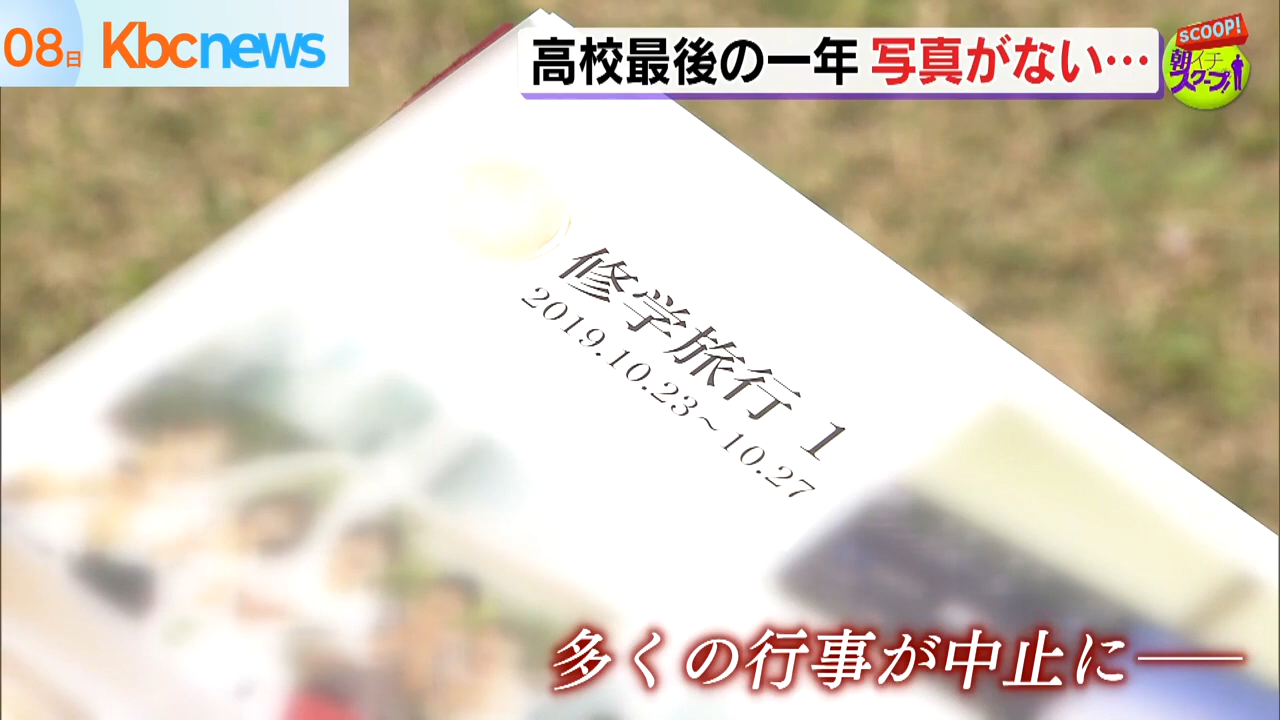 08日 Kbcnews
高校最後の一年 写真がない…
SCOOP!
朝イチ
スクープ!
修学旅行 1
2019.10.23~10.27
多くの行事が中止に――